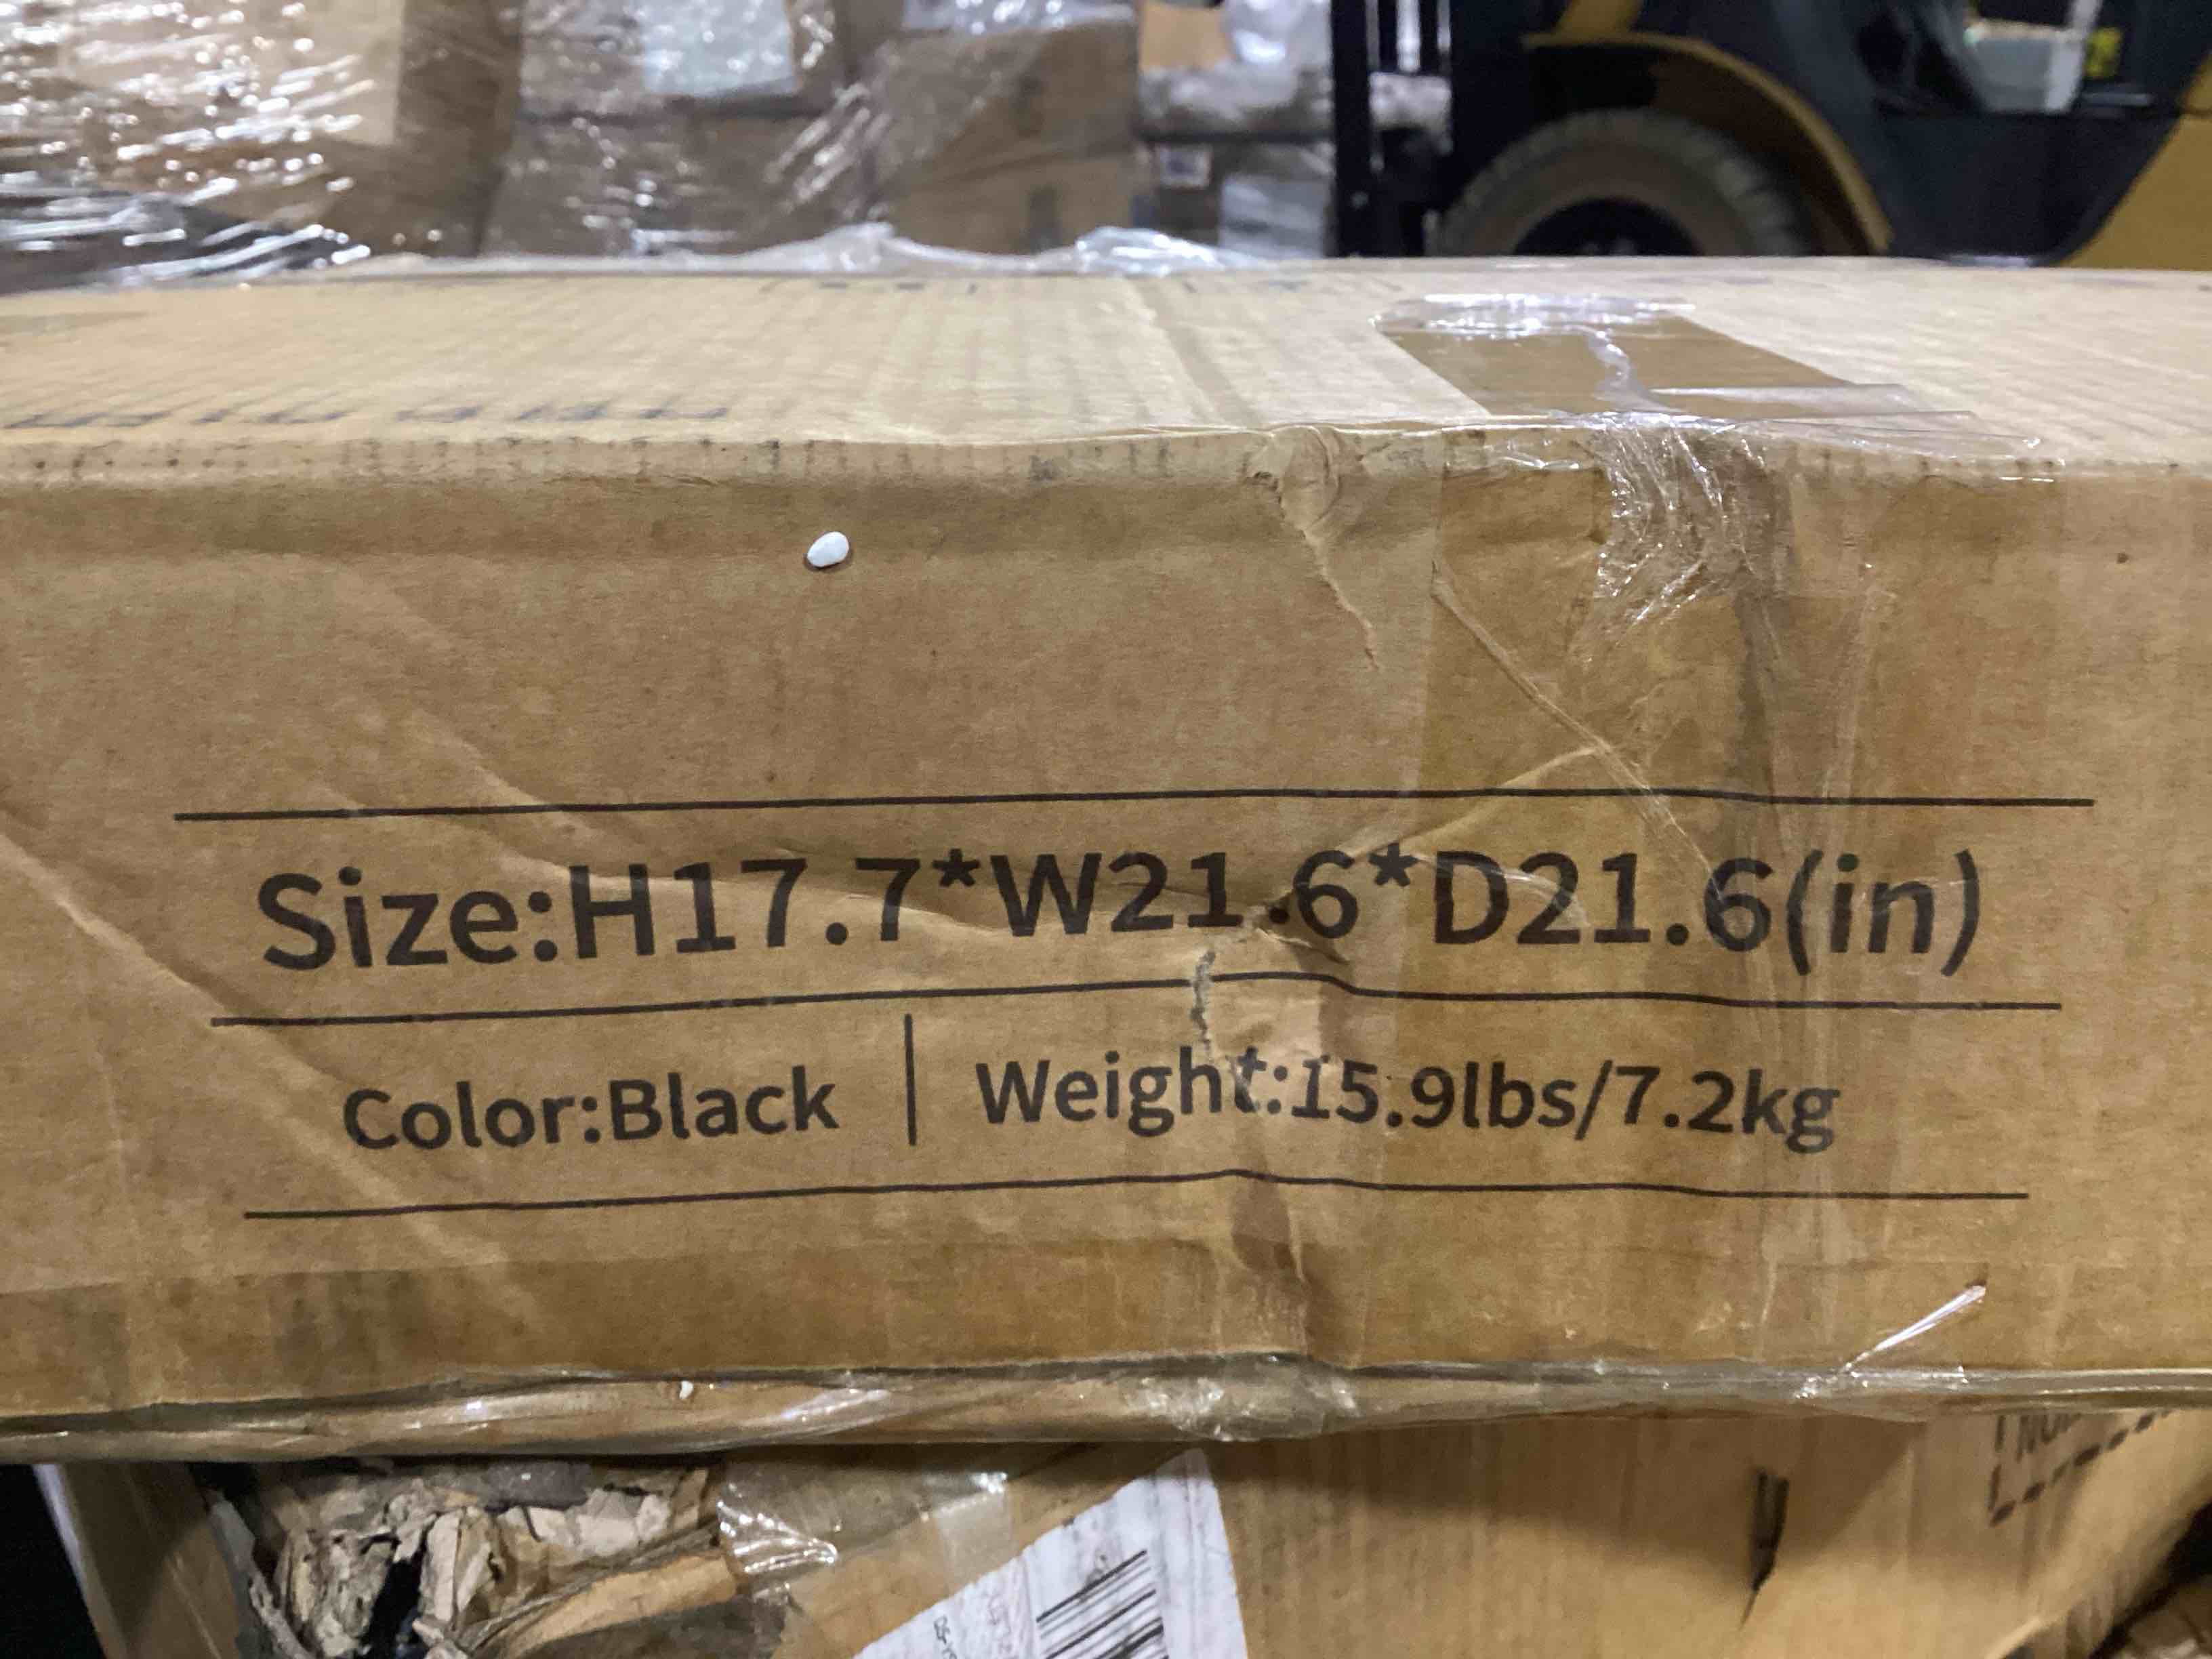 Size:H17.7*W21.6*D21.6(in)
Color:Black | Weight:15.9lbs/7.2kg